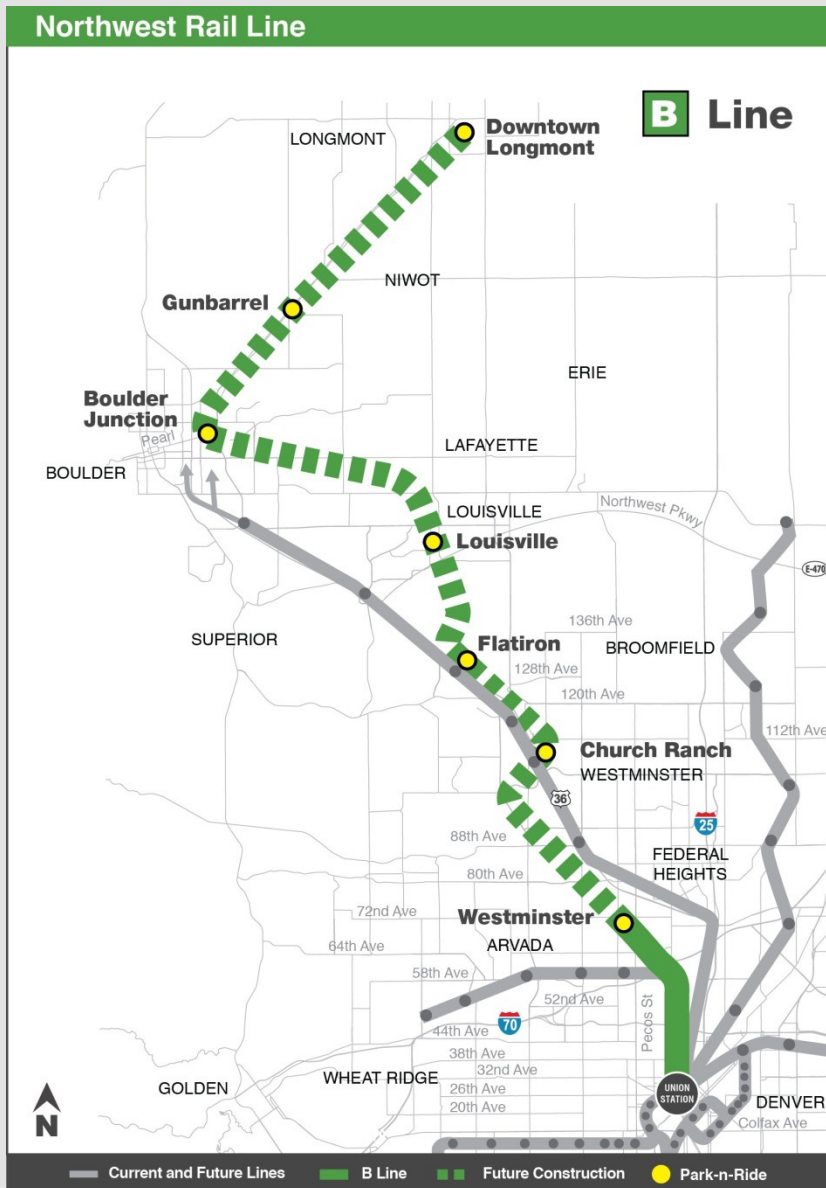 Northwest Rail Line
B Line
Downtown
Longmont
LONGMONT
NIWOT
Gunbarrel
ERIE
Boulder
Junction
Pearl
LAFAYETTE
BOULDER
LOUISVILLE
Northwest Pkwy
Louisville
E-470
136th Ave
SUPERIOR
Flatiron
BROOMFIELD
128th Ave
120th Ave
112th Ave
Church Ranch
WESTMINSTER
36
25
88th Ave
FEDERAL
HEIGHTS
80th Ave
72nd Ave
Westminster
64th Ave
ARVADA
58th Ave
52nd Ave
Pecos St
70
44th Ave
38th Ave
32nd Ave
WHEAT RIDGE
GOLDEN
26th Ave
UNION
STATION
20th Ave
DENVER
Colfax Ave
N
Current and Future Lines
B Line
Future Construction
Park-n-Ride